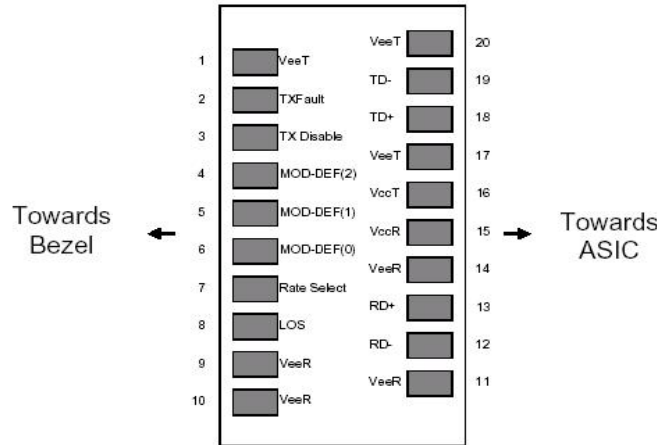 VeeT 20
1 VeeT
TD- 19
2 TXFault
TD+ 18
3 TX Disable
VeeT 17
4 MOD-DEF(2)
VccT 16
5 MOD-DEF(1)
Towards
Bezel
VccR 15
Towards
ASIC
6 MOD-DEF(0)
VeeR 14
7 Rate Select
RD+ 13
8 LOS
RD- 12
9 VeeR
VeeR 11
10 VeeR